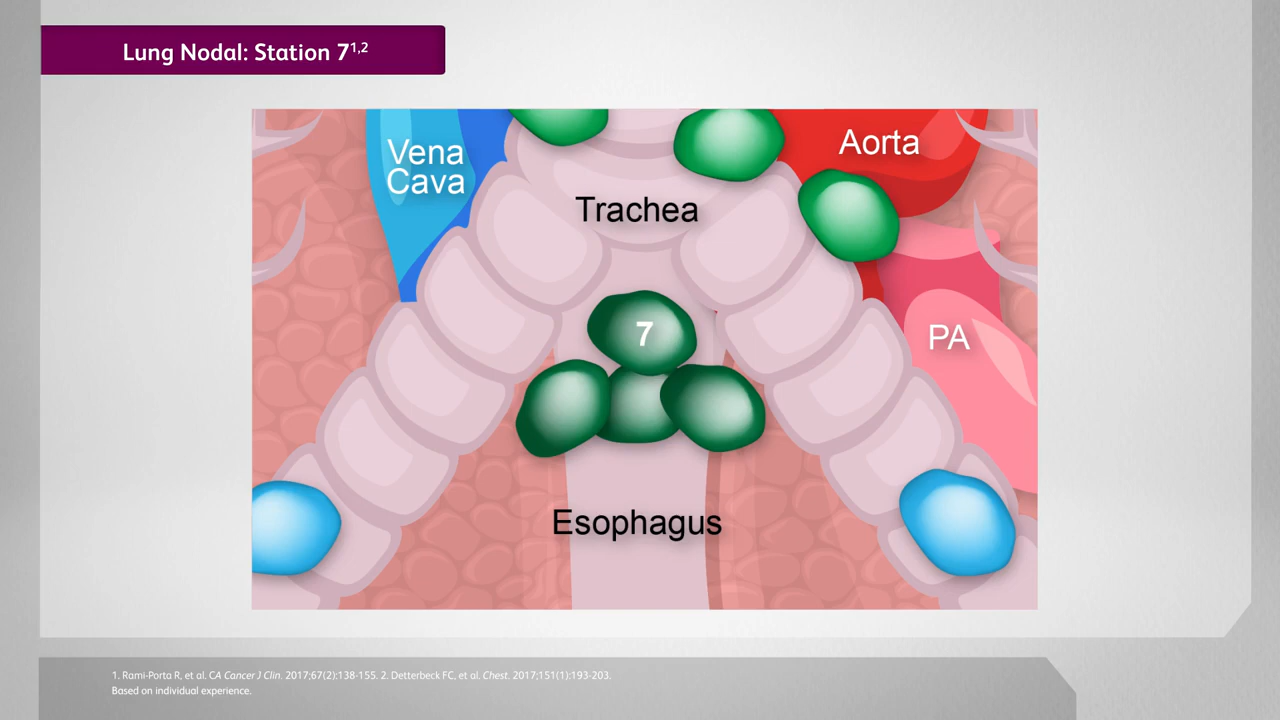 Lung Nodal: Station 71,2
Vena
Cava
Aorta
Trachea
7
PA
Esophagus
1. Rami-Porta R, et al. CA Cancer J Clin. 2017;67(2):138-155. 2. Detterbeck FC, et al. Chest. 2017;151(1):193-203.
Based on individual experience.